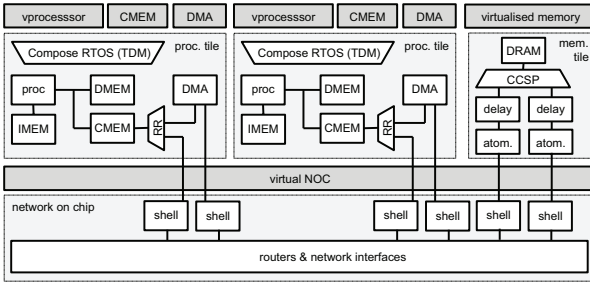 vprocesssor CMEM DMA vprocesssor CMEM DMA virtualised memory
Compose RTOS (TDM) proc. tile Compose RTOS (TDM) proc. tile DRAM mem. tile
CCSP
proc DMEM DMA proc DMEM DMA
delay delay
IMEM CMEM RR IMEM CMEM RR
atom. atom.
virtual NOC
network on chip
shell shell shell shell shell shell
routers & network interfaces